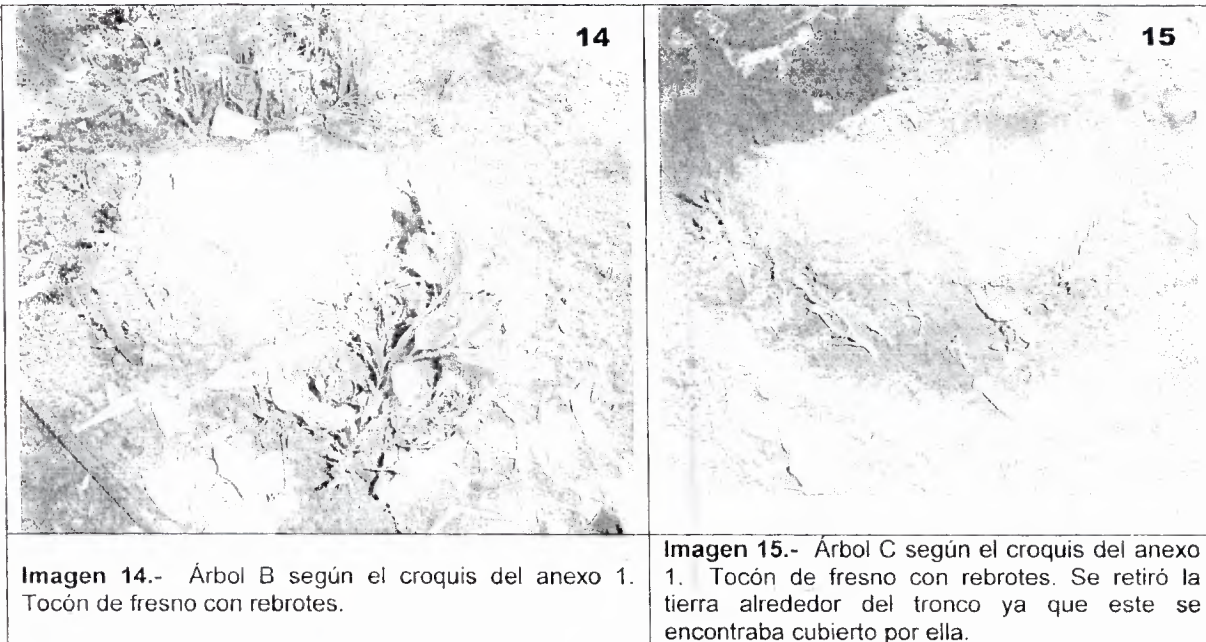 14
15
Imagen 14.- Árbol B según el croquis del anexo 1.
Tocón de fresno con rebrotes.
Imagen 15.- Árbol C según el croquis del anexo
1. Tocón de fresno con rebrotes. Se retiró la
tierra alrededor del tronco ya que este se
encontraba cubierto por ella.